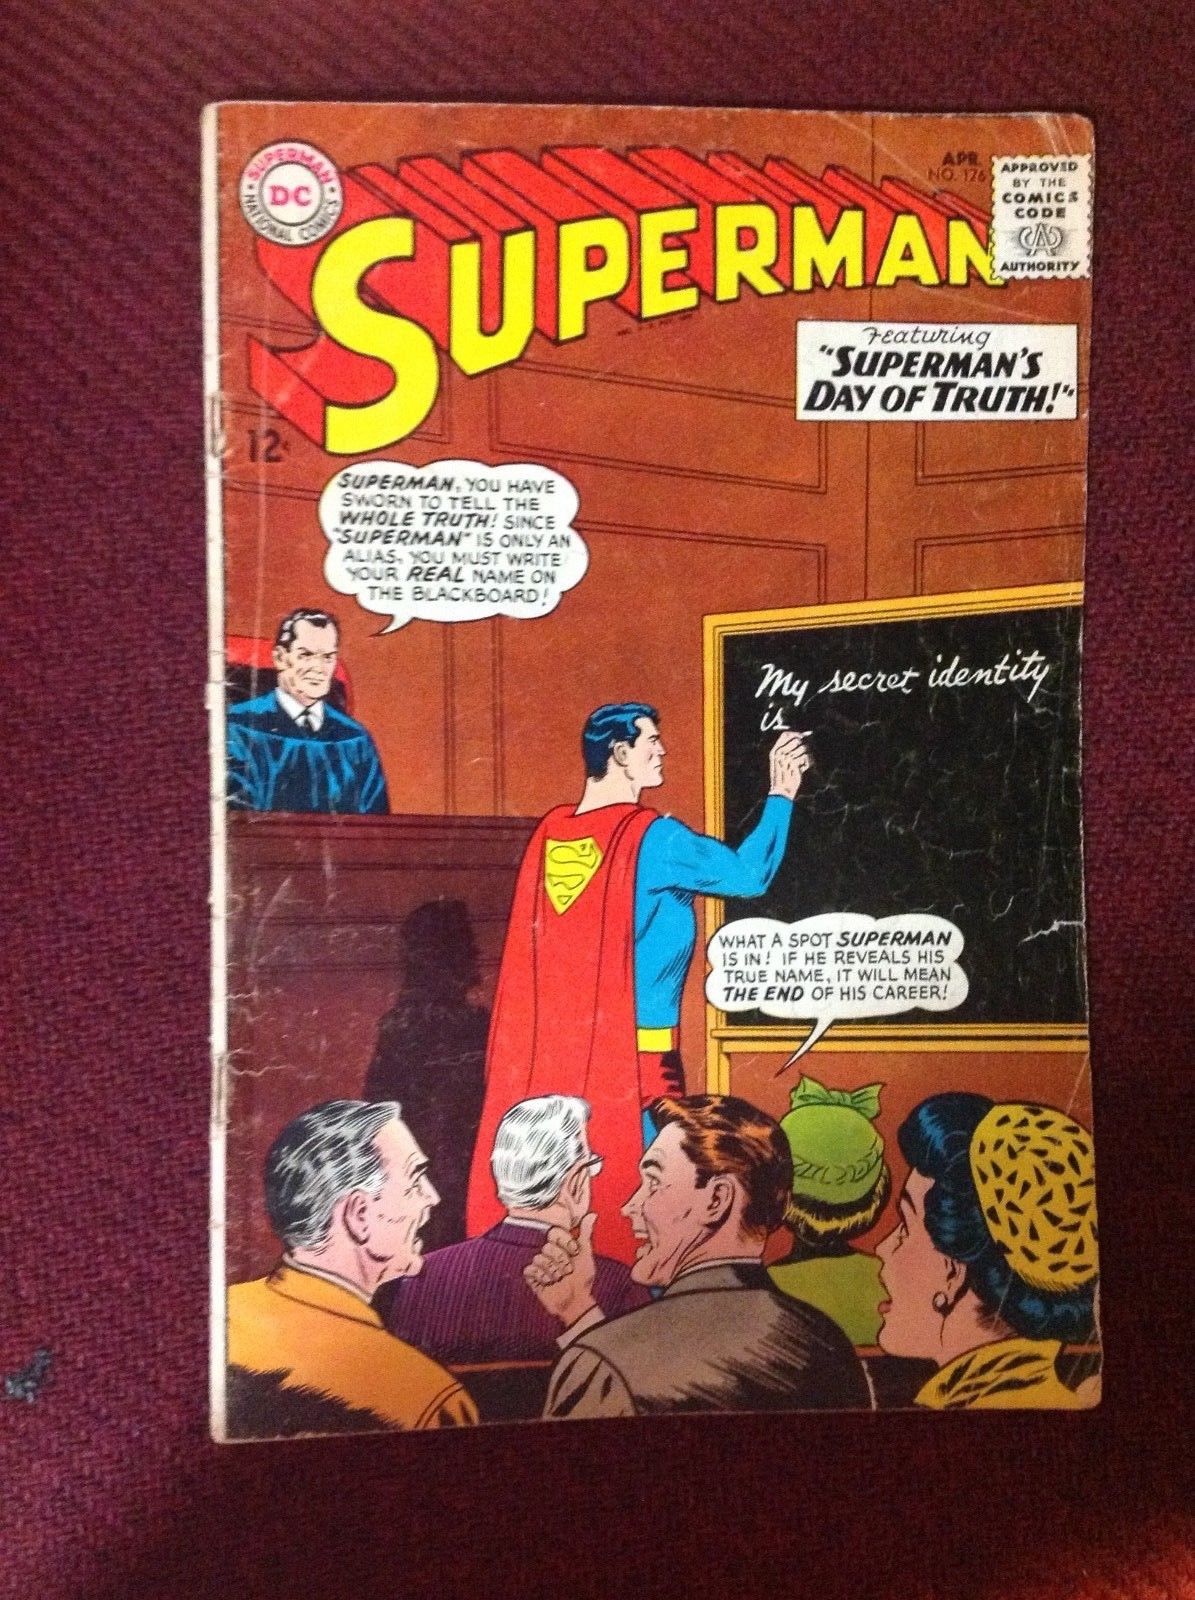 SUPERMAN
DC
NATIONAL COMICS
SUPERMAN
APR.
NO. 176
APPROVED
BY THE
COMICS
CODE
CA
AUTHORITY
12¢
Featuring
"SUPERMAN'S
DAY OF TRUTH!"
SUPERMAN, YOU HAVE
SWORN TO TELL THE
WHOLE TRUTH! SINCE
"SUPERMAN" IS ONLY AN
ALIAS, YOU MUST WRITE
YOUR REAL NAME ON
THE BLACKBOARD!
My secret identity
is
S
WHAT A SPOT SUPERMAN
IS IN! IF HE REVEALS HIS
TRUE NAME, IT WILL MEAN
THE END OF HIS CAREER!